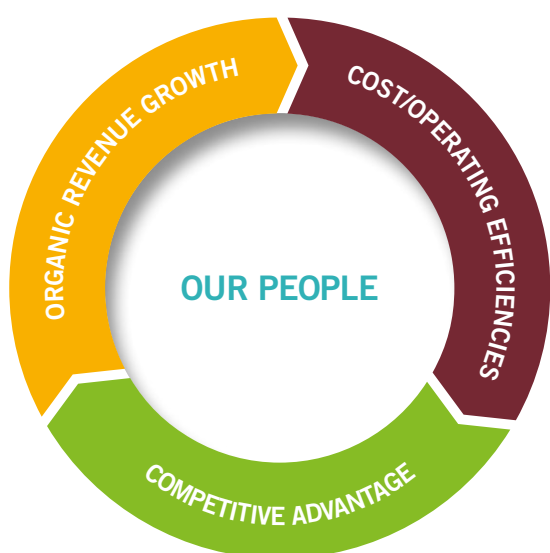 ORGANIC REVENUE GROWTH
COST/OPERATING EFFICIENCIES
OUR PEOPLE
COMPETITIVE ADVANTAGE